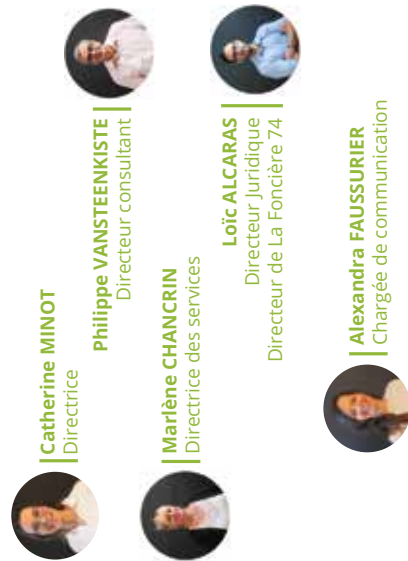 Catherine MINOT
Directrice
Philippe VANSTEENKISTE
Directeur consultant
Marlène CHANCRIN
Directrice des services
Loïc ALCARAS
Directeur Juridique
Directeur de La Foncière 74
Alexandra FAUSSURIER
Chargée de communication